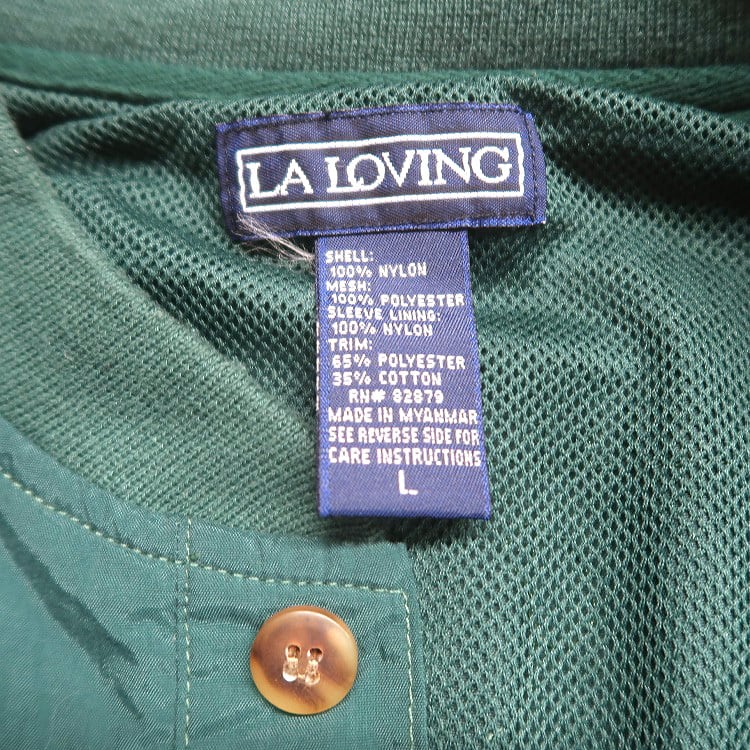 LA LOVING
SHELL:
100% NYLON
MESH:
100% POLYESTER
SLEEVE LINING:
100% NYLON
TRIM:
65% POLYESTER
35% COTTON
RN# 82879
MADE IN MYANMAR
SEE REVERSE SIDE FOR
CARE INSTRUCTIONS
L